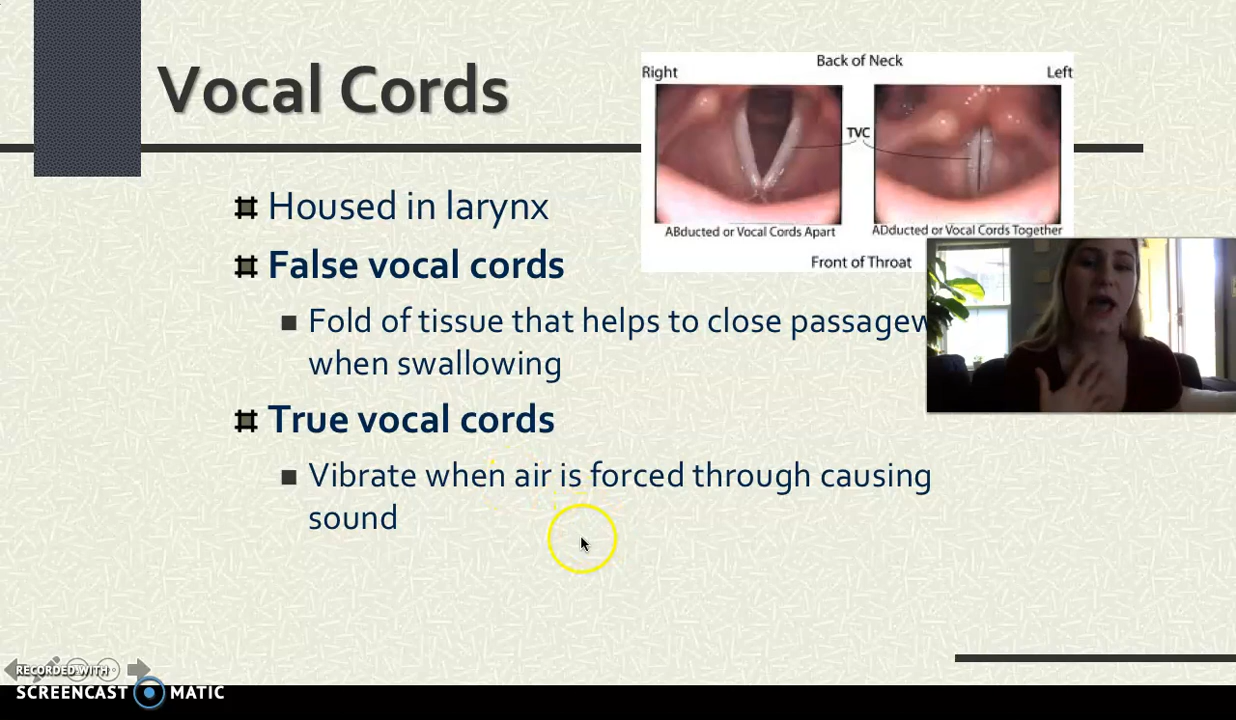 Vocal Cords
Back of Neck
Right
Left
TVC
ABducted or Vocal Cords Apart
ADducted or Vocal Cords Together
Front of Throat
Housed in larynx
False vocal cords
Fold of tissue that helps to close
when swallowing
True vocal cords
Vibrate when air is forced through causing
sound
RECORDED WITH
SCREENCAST MATIC